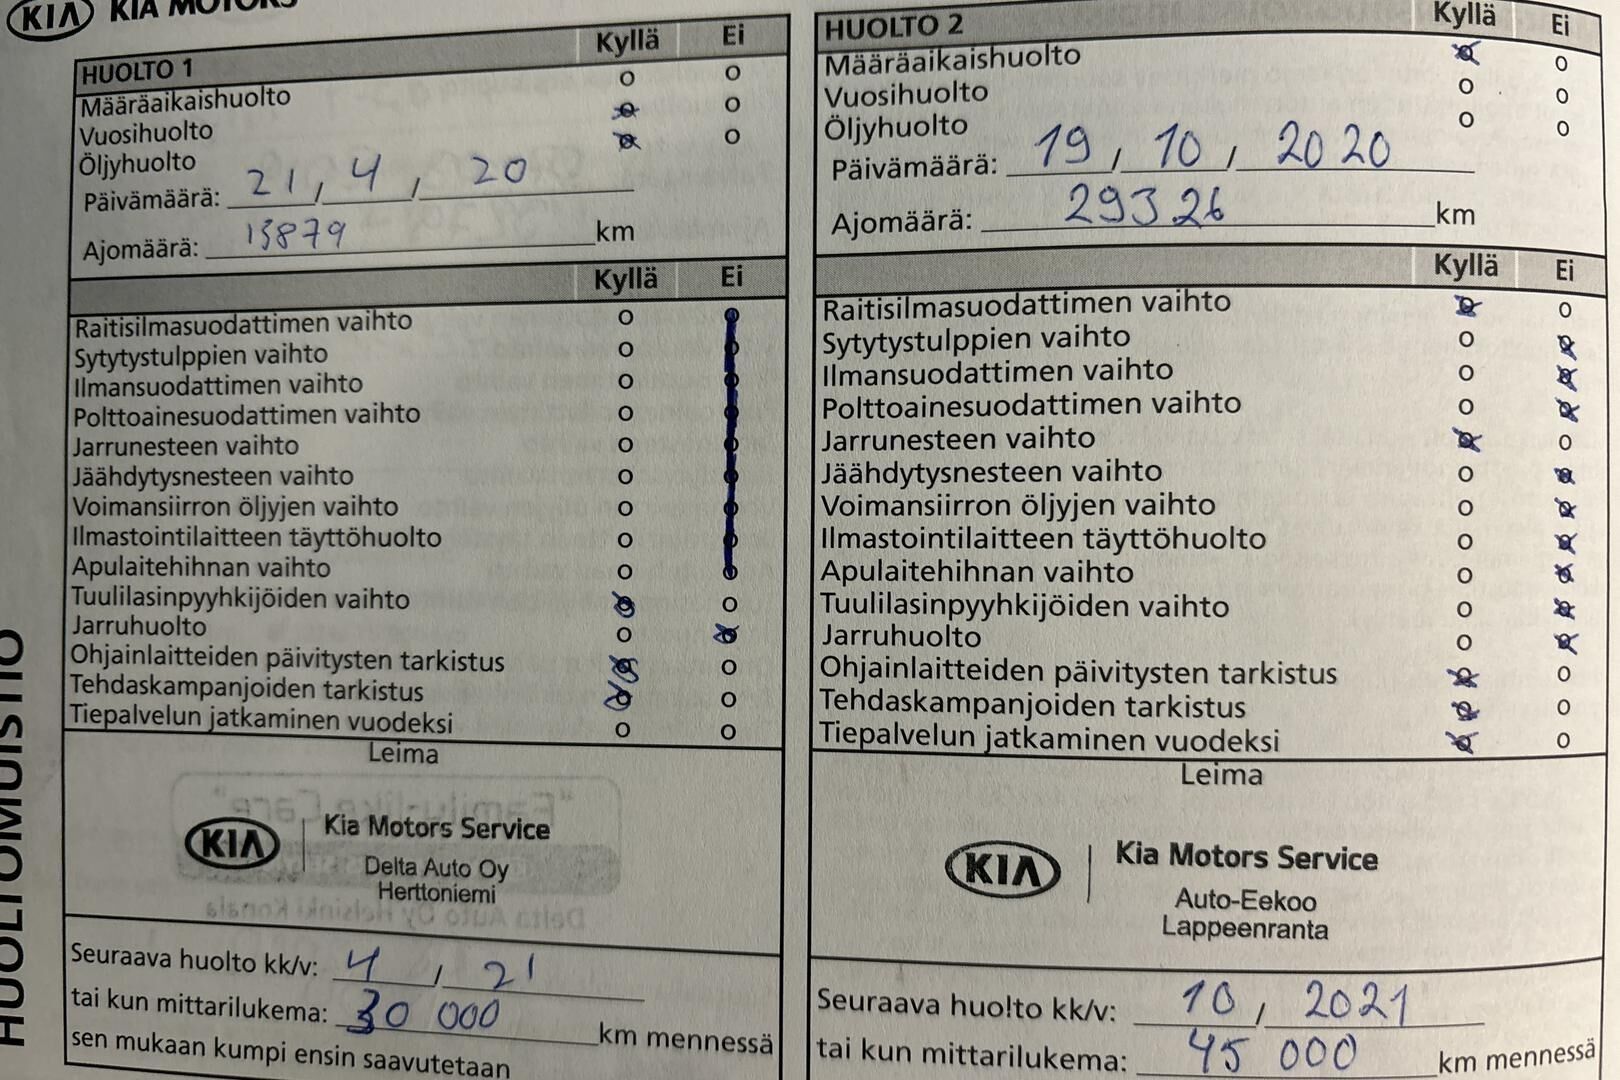 KIA KIA MOTORS
HUOLTOMUISTIO
HUOLTO 1 Kyllä Ei
Määräaikaishuolto
Vuosihuolto
Öljyhuolto
Päivämäärä: 21, 4, 20
Ajomäärä: 13879 km
Kyllä Ei
Raitisilmasuodattimen vaihto
Sytytystulppien vaihto
Ilmansuodattimen vaihto
Polttoainesuodattimen vaihto
Jarrunesteen vaihto
Jäähdytysnesteen vaihto
Voimansiirron öljyjen vaihto
Ilmastointilaitteen täyttöhuolto
Apulaitehihnan vaihto
Tuulilasinpyyhkijöiden vaihto
Jarruhuolto
Ohjainlaitteiden päivitysten tarkistus
Tehdaskampanjoiden tarkistus
Tiepalvelun jatkaminen vuodeksi
Leima
KIA Kia Motors Service
Delta Auto Oy
Herttoniemi
Seuraava huolto kk/v: 4, 21
tai kun mittarilukema: 30 000 km mennessä
sen mukaan kumpi ensin saavutetaan
HUOLTO 2 Kyllä Ei
Määräaikaishuolto
Vuosihuolto
Öljyhuolto
Päivämäärä: 19, 10, 2020
Ajomäärä: 29326 km
Kyllä Ei
Raitisilmasuodattimen vaihto
Sytytystulppien vaihto
Ilmansuodattimen vaihto
Polttoainesuodattimen vaihto
Jarrunesteen vaihto
Jäähdytysnesteen vaihto
Voimansiirron öljyjen vaihto
Ilmastointilaitteen täyttöhuolto
Apulaitehihnan vaihto
Tuulilasinpyyhkijöiden vaihto
Jarruhuolto
Ohjainlaitteiden päivitysten tarkistus
Tehdaskampanjoiden tarkistus
Tiepalvelun jatkaminen vuodeksi
Leima
KIA Kia Motors Service
Auto-Eekoo
Lappeenranta
Seuraava huolto kk/v: 10, 2021
tai kun mittarilukema: 45 000 km mennessä